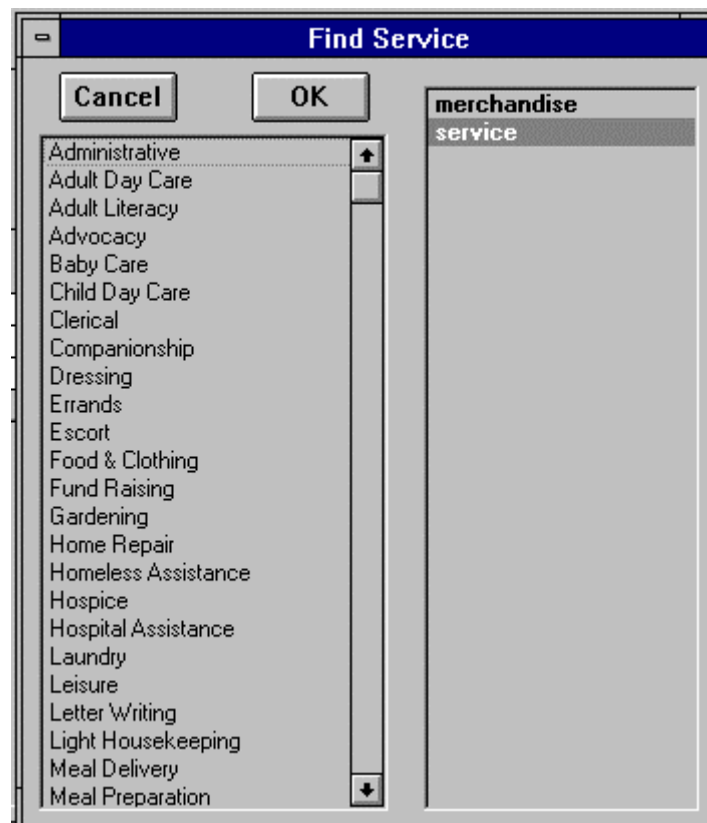 Find Service
Cancel
OK
Administrative
Adult Day Care
Adult Literacy
Advocacy
Baby Care
Child Day Care
Clerical
Companionship
Dressing
Errands
Escort
Food & Clothing
Fund Raising
Gardening
Home Repair
Homeless Assistance
Hospice
Hospital Assistance
Laundry
Leisure
Letter Writing
Light Housekeeping
Meal Delivery
Meal Preparation
merchandise
service